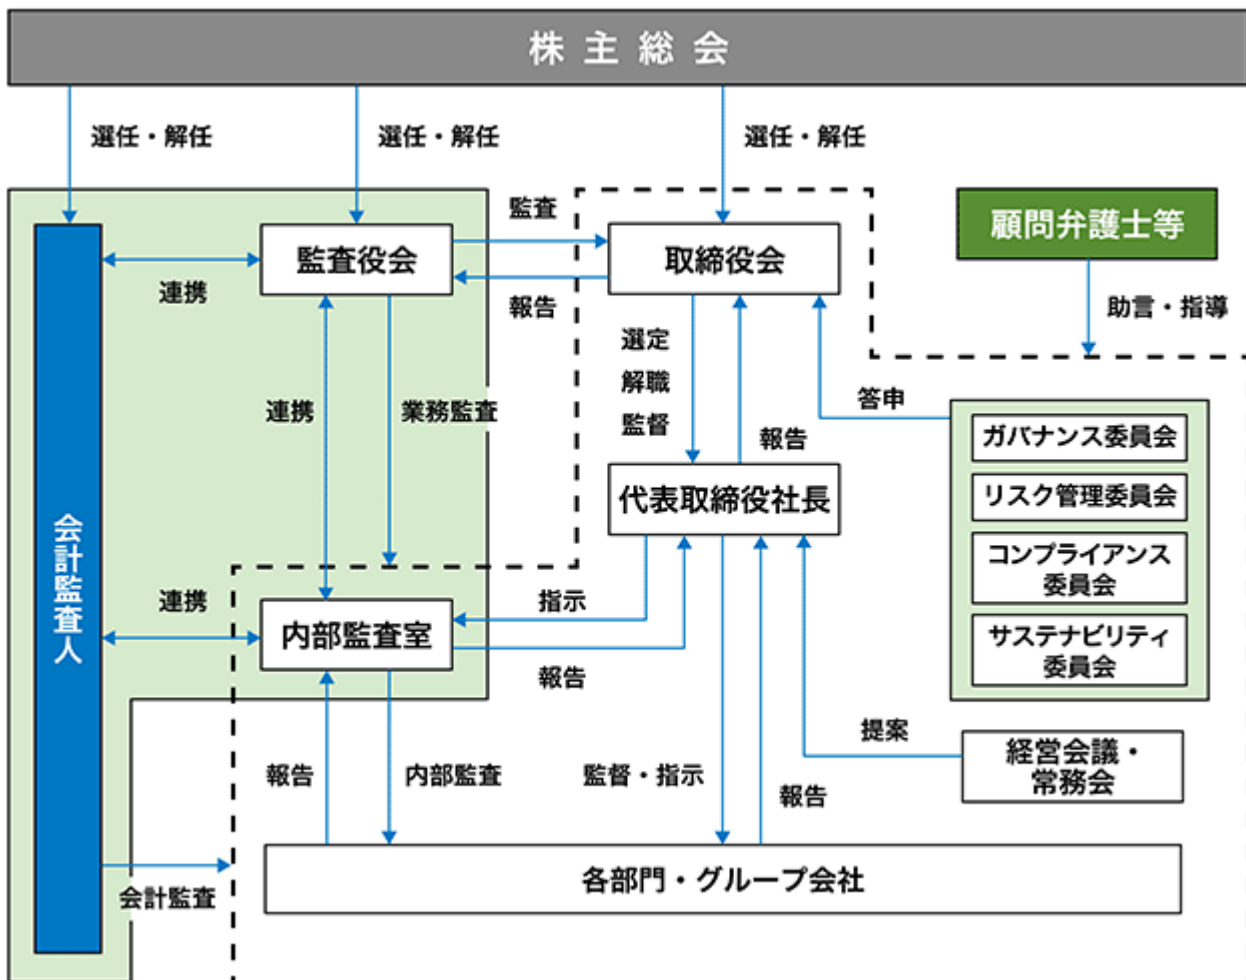 株主総会
選任・解任
選任・解任
選任・解任
監査
顧問弁護士等
監査役会
取締役会
連携
報告
助言・指導
選定
解職
監督
答申
連携
業務監査
報告
ガバナンス委員会
代表取締役社長
リスク管理委員会
会計監査人
コンプライアンス
委員会
連携
指示
内部監査室
サステナビリティ
委員会
報告
提案
経営会議・
常務会
報告
内部監査
監督・指示
報告
各部門・グループ会社
会計監査